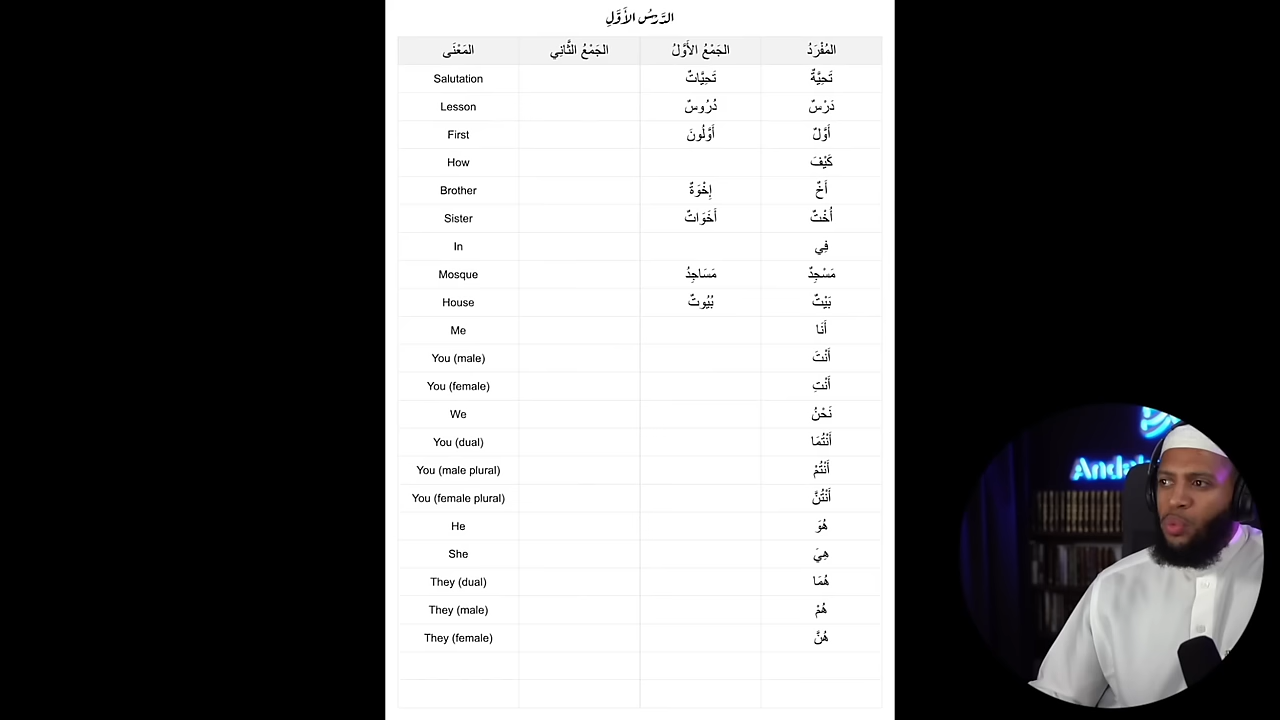 الدَّرْسُ الأَوَّلِ
المُفْرَدُ الجَمْعُ الأَوَّلُ الجَمْعُ الثَّانِي المَعْنَى
تَحِيَّةٌ تَحِيَّاتٌ Salutation
دَرْسٌ دُرُوسٌ Lesson
أَوَّلٌ أَوَّلُونَ First
كَيْفَ How
أَخٌ إِخْوَةٌ Brother
أُخْتٌ أَخَوَاتٌ Sister
فِي In
مَسْجِدٌ مَسَاجِدُ Mosque
بَيْتٌ بُيُوتٌ House
أَنَا Me
أَنْتَ You (male)
أَنْتِ You (female)
نَحْنُ We
أَنْتُمَا You (dual)
أَنْتُمْ You (male plural)
أَنْتُنَّ You (female plural)
هُوَ He
هِيَ She
هُمَا They (dual)
هُمْ They (male)
هُنَّ They (female)